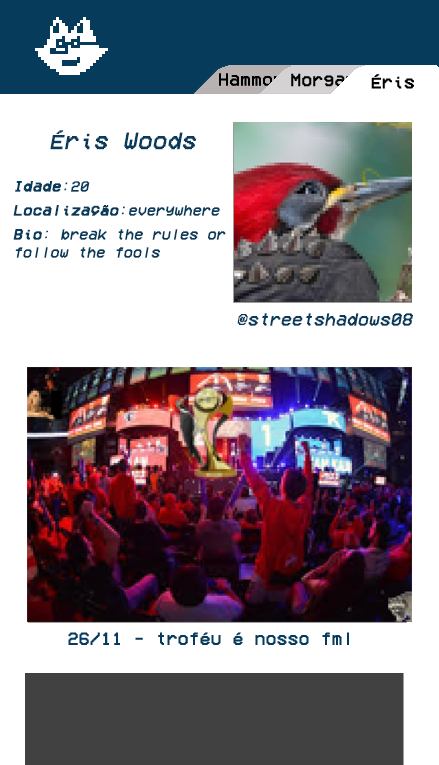 Hammo
Morga
Éris
Éris Woods
Idade:20
Localização:everywhere
Bio: break the rules or
follow the fools
@streetshadows08
26/11 - troféu é nosso fml